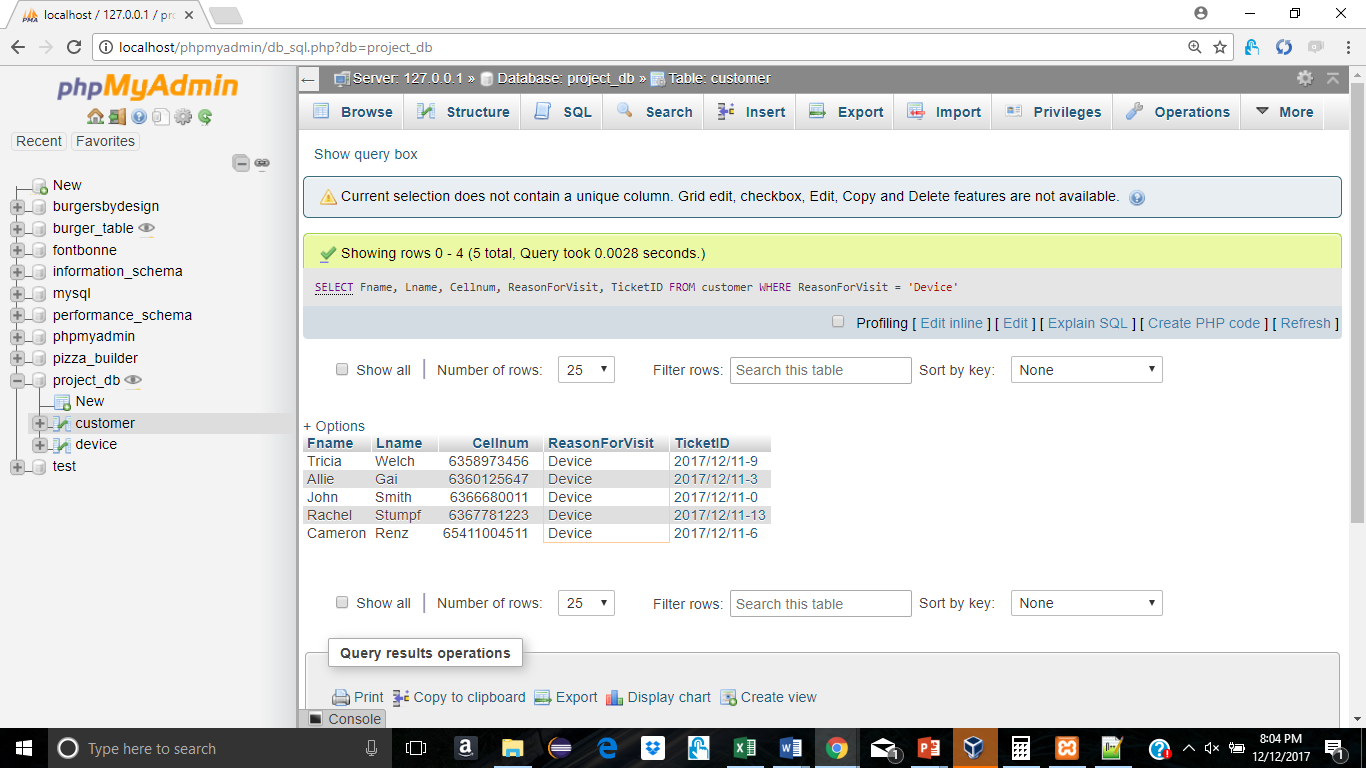 localhost / 127.0.0.1 / pro
localhost/phpmyadmin/db_sql.php?db=project_db
phpMyAdmin
Recent Favorites
New
burgersbydesign
burger_table
fontbonne
information_schema
mysql
performance_schema
phpmyadmin
pizza_builder
project_db
New
customer
device
test
Server: 127.0.0.1 » Database: project_db » Table: customer
Browse Structure SQL Search Insert Export Import Privileges Operations More
Show query box
Current selection does not contain a unique column. Grid edit, checkbox, Edit, Copy and Delete features are not available.
Showing rows 0 - 4 (5 total, Query took 0.0028 seconds.)
SELECT Fname, Lname, Cellnum, ReasonForVisit, TicketID FROM customer WHERE ReasonForVisit = 'Device'
Profiling [ Edit inline ] [ Edit ] [ Explain SQL ] [ Create PHP code ] [ Refresh ]
Show all Number of rows: 25 Filter rows: Search this table Sort by key: None
+ Options
Fname Lname Cellnum ReasonForVisit TicketID
Tricia Welch 6358973456 Device 2017/12/11-9
Allie Gai 6360125647 Device 2017/12/11-3
John Smith 6366680011 Device 2017/12/11-0
Rachel Stumpf 6367781223 Device 2017/12/11-13
Cameron Renz 65411004511 Device 2017/12/11-6
Show all Number of rows: 25 Filter rows: Search this table Sort by key: None
Query results operations
Print Copy to clipboard Export Display chart Create view
Console
Type here to search
8:04 PM
12/12/2017